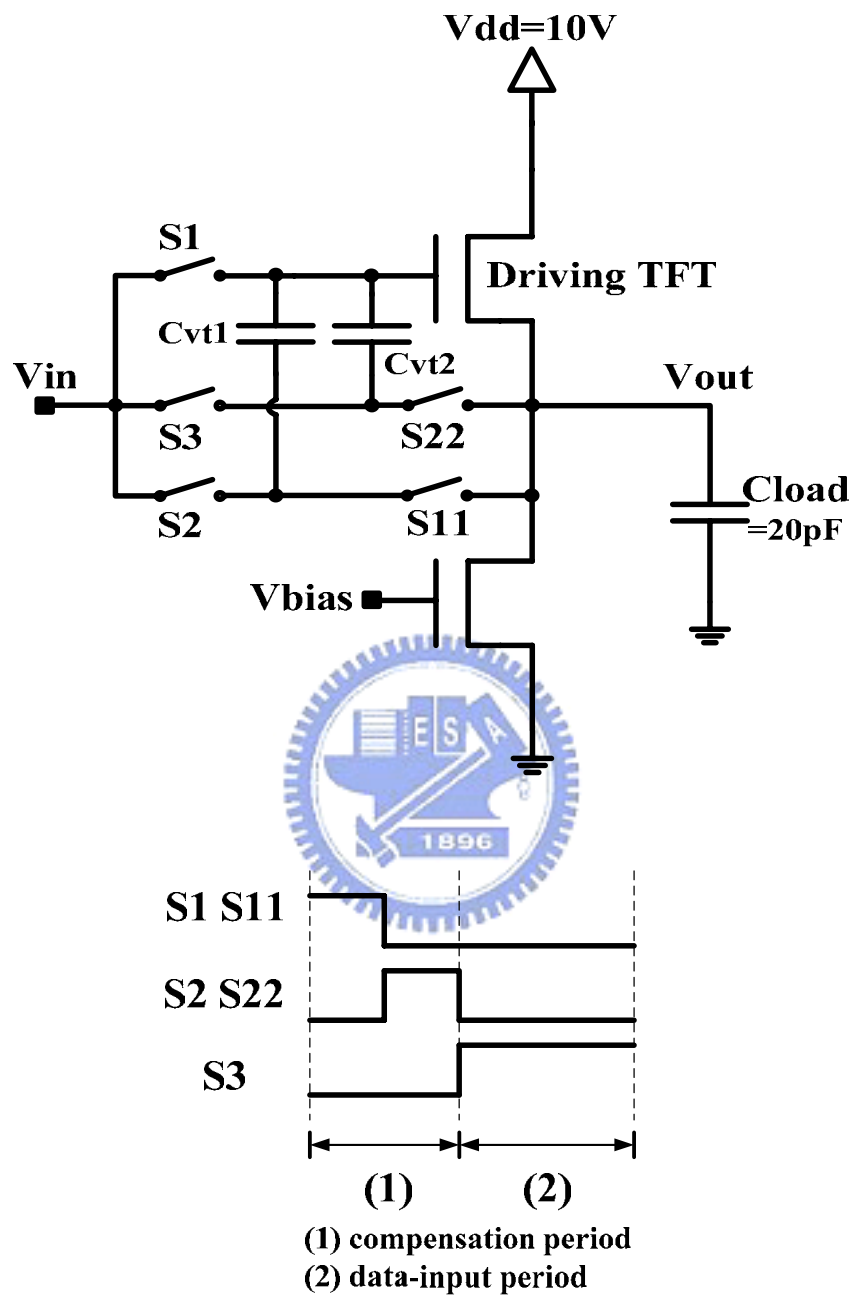 Vdd=10V
S1
Driving TFT
Cvt1
Cvt2
Vin
Vout
S3
S22
S2
S11
Cload
=20pF
Vbias
E S A
1896
S1 S11
S2 S22
S3
(1)
(2)
(1) compensation period
(2) data-input period